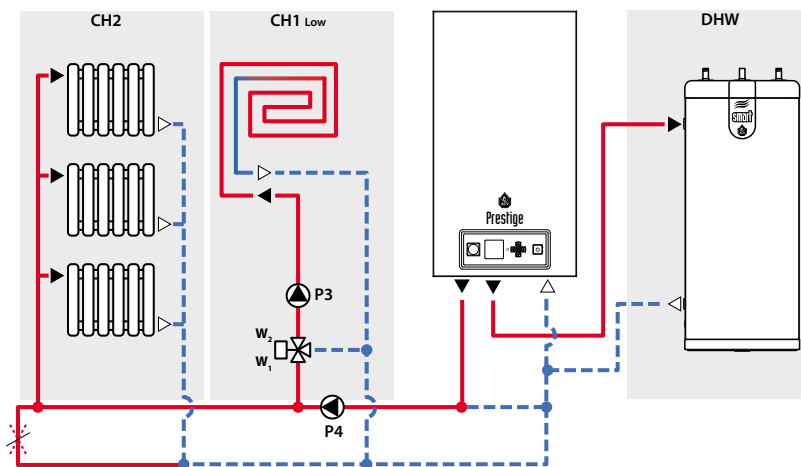 CH2
CH1 Low
DHW
smart
Prestige
P3
W2
W1
P4